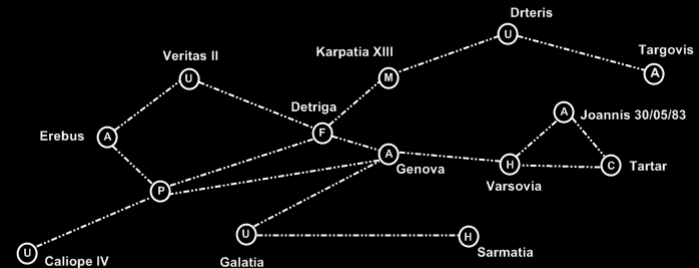 Drteris
U
Karpatia XIII
Targovis
Veritas II
M
A
U
Detriga
A
Joannis 30/05/83
Erebus
A
F
A
Genova
H
C
Tartar
Varsovia
P
U
H
Caliope IV
U
Galatia
Sarmatia